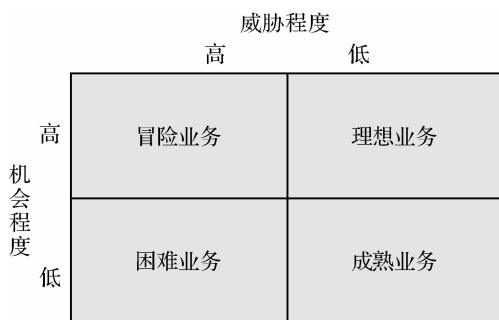 威胁程度
高 低
高 冒险业务 理想业务
机会程度
低 困难业务 成熟业务